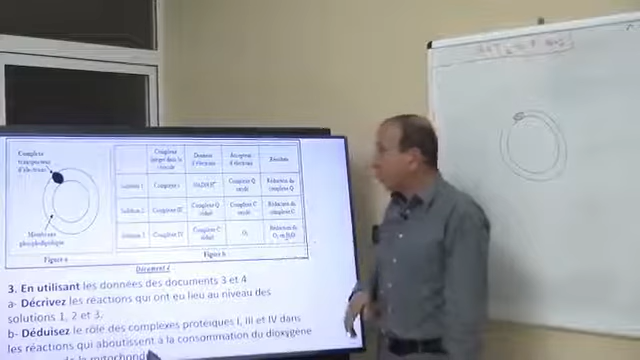 Complexe
transporteur
d'électrons
Membrane
phospholipidique
Figure a
Complexe intégré dans la vésicule
Donneur d'électrons
Accepteur d'électrons
Résultats
Solution 1
Complexe I
NADH,H⁺
Complexe Q oxydé
Réduction du complexe Q
Solution 2
Complexe III
Complexe Q réduit
Complexe C oxydé
Réduction du complexe C
Solution 3
Complexe IV
Complexe C réduit
O₂
Réduction du O₂ en H₂O
Figure b
Document 4
3. En utilisant les données des documents 3 et 4
a- Décrivez les réactions qui ont eu lieu au niveau des
solutions 1, 2 et 3.
b- Déduisez le rôle des complexes protéiques I, III et IV dans
les réactions qui aboutissent à la consommation du dioxygène